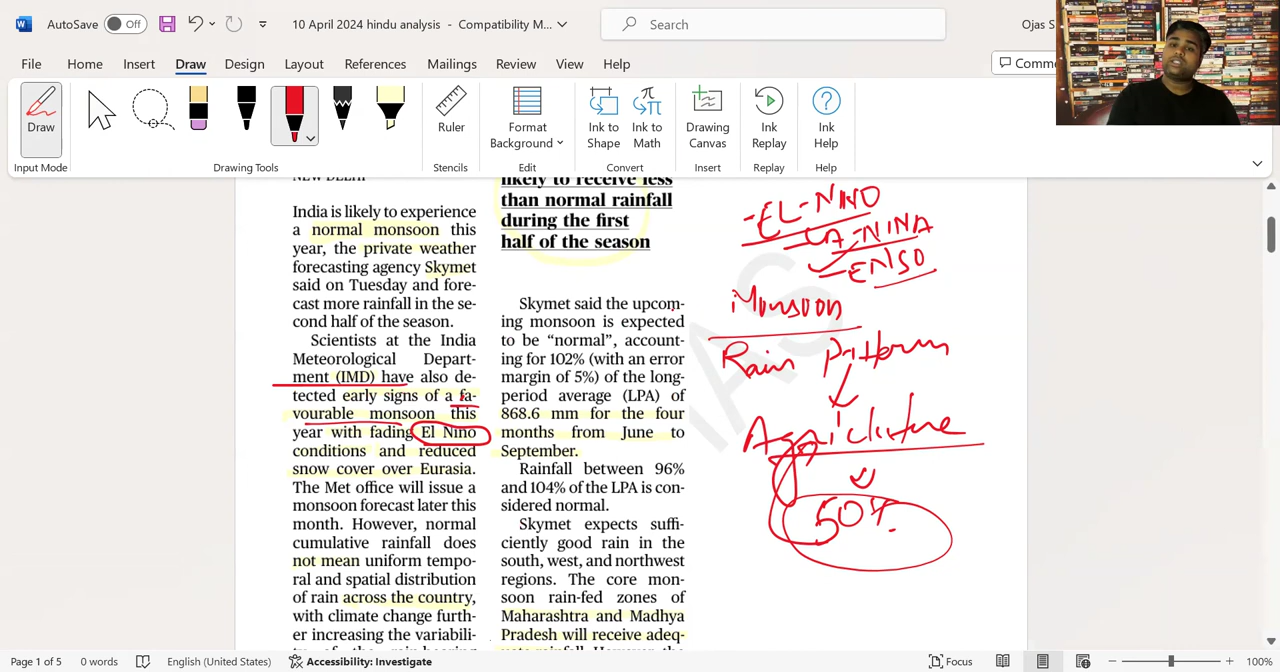 AutoSave Off 10 April 2024 hindu analysis - Compatibility M... Search Ojas S
File Home Insert Draw Design Layout References Mailings Review View Help Comme
Draw
Ruler
Format Background
Ink to Shape
Ink to Math
Drawing Canvas
Ink Replay
Ink Help
Input Mode Drawing Tools Stencils Edit Convert Insert Replay Help
NEW DELHI
India is likely to experience
a normal monsoon this
year, the private weather
forecasting agency Skymet
said on Tuesday and fore-
cast more rainfall in the se-
cond half of the season.
Scientists at the India
Meteorological Depart-
ment (IMD) have also de-
tected early signs of a fa-
vourable monsoon this
year with fading El Nino
conditions and reduced
snow cover over Eurasia.
The Met office will issue a
monsoon forecast later this
month. However, normal
cumulative rainfall does
not mean uniform tempo-
ral and spatial distribution
of rain across the country,
with climate change furth-
er increasing the variabili-
likely to receive less
than normal rainfall
during the first
half of the season
Skymet said the upcom-
ing monsoon is expected
to be “normal”, account-
ing for 102% (with an error
margin of 5%) of the long-
period average (LPA) of
868.6 mm for the four
months from June to
September.
Rainfall between 96%
and 104% of the LPA is con-
sidered normal.
Skymet expects suffi-
ciently good rain in the
south, west, and northwest
regions. The core mon-
soon rain-fed zones of
Maharashtra and Madhya
Pradesh will receive adeq-
uate rainfall. However, the
-EL-NINO
LA-NINA
ENSO
Monsoon
Rain Pattern
Agriculture
50%
IAS
Page 1 of 5 0 words English (United States) Accessibility: Investigate Focus 100%